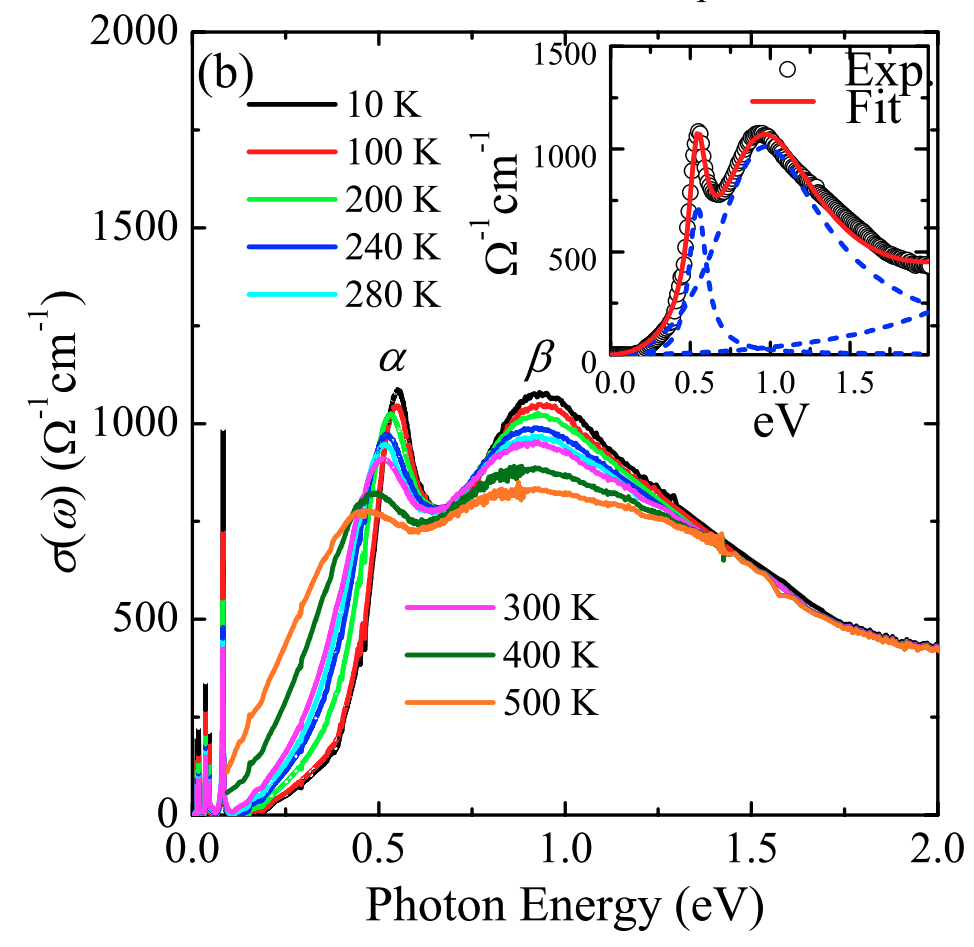 2000
1500
1000
500
0
σ(ω) (Ω⁻¹cm⁻¹)
(b)
10 K
100 K
200 K
240 K
280 K
α
β
300 K
400 K
500 K
0.0 0.5 1.0 1.5 2.0
Photon Energy (eV)
1500
1000
500
0
Ω⁻¹cm⁻¹
Exp
Fit
0.0 0.5 1.0 1.5
eV